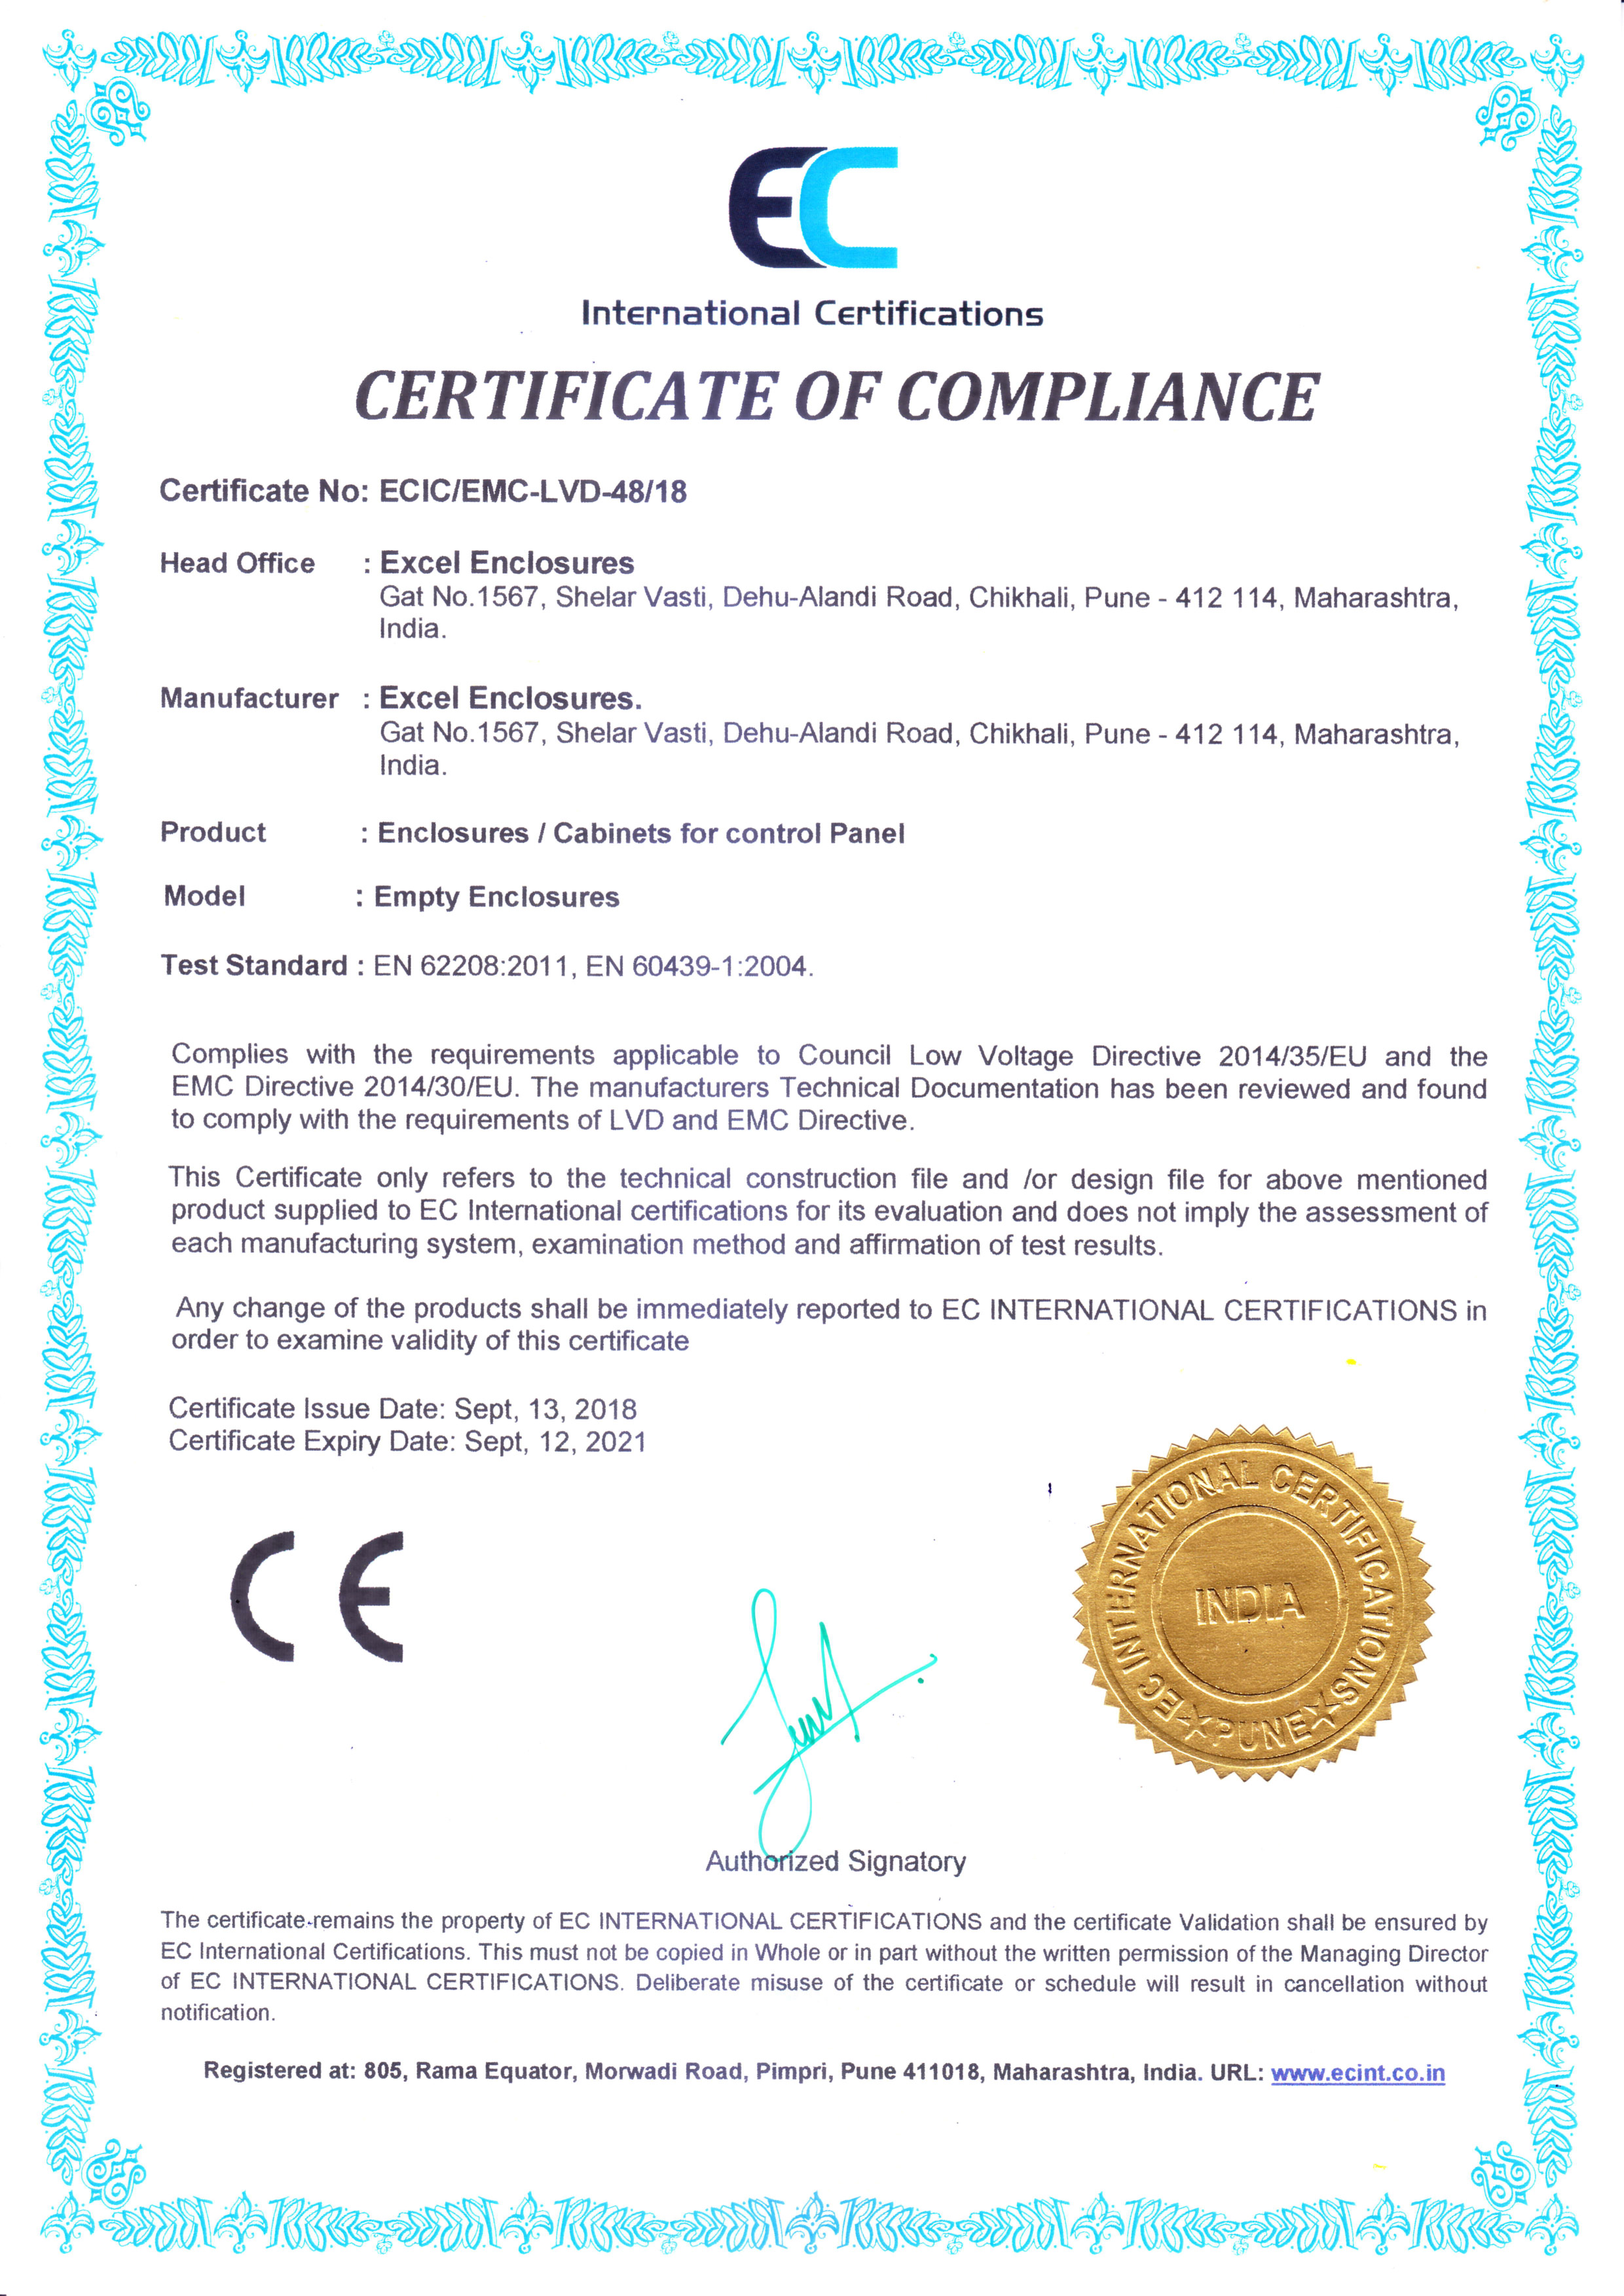 EC
International Certifications
CERTIFICATE OF COMPLIANCE
Certificate No: ECIC/EMC-LVD-48/18
Head Office : Excel Enclosures
Gat No.1567, Shelar Vasti, Dehu-Alandi Road, Chikhali, Pune - 412 114, Maharashtra,
India.
Manufacturer : Excel Enclosures.
Gat No.1567, Shelar Vasti, Dehu-Alandi Road, Chikhali, Pune - 412 114, Maharashtra,
India.
Product : Enclosures / Cabinets for control Panel
Model : Empty Enclosures
Test Standard : EN 62208:2011, EN 60439-1:2004.
Complies with the requirements applicable to Council Low Voltage Directive 2014/35/EU and the
EMC Directive 2014/30/EU. The manufacturers Technical Documentation has been reviewed and found
to comply with the requirements of LVD and EMC Directive.
This Certificate only refers to the technical construction file and /or design file for above mentioned
product supplied to EC International certifications for its evaluation and does not imply the assessment of
each manufacturing system, examination method and affirmation of test results.
Any change of the products shall be immediately reported to EC INTERNATIONAL CERTIFICATIONS in
order to examine validity of this certificate
Certificate Issue Date: Sept, 13, 2018
Certificate Expiry Date: Sept, 12, 2021
CE
EC INTERNATIONAL CERTIFICATIONS
INDIA
PUNE
Authorized Signatory
The certificate remains the property of EC INTERNATIONAL CERTIFICATIONS and the certificate Validation shall be ensured by
EC International Certifications. This must not be copied in Whole or in part without the written permission of the Managing Director
of EC INTERNATIONAL CERTIFICATIONS. Deliberate misuse of the certificate or schedule will result in cancellation without
notification.
Registered at: 805, Rama Equator, Morwadi Road, Pimpri, Pune 411018, Maharashtra, India. URL: www.ecint.co.in